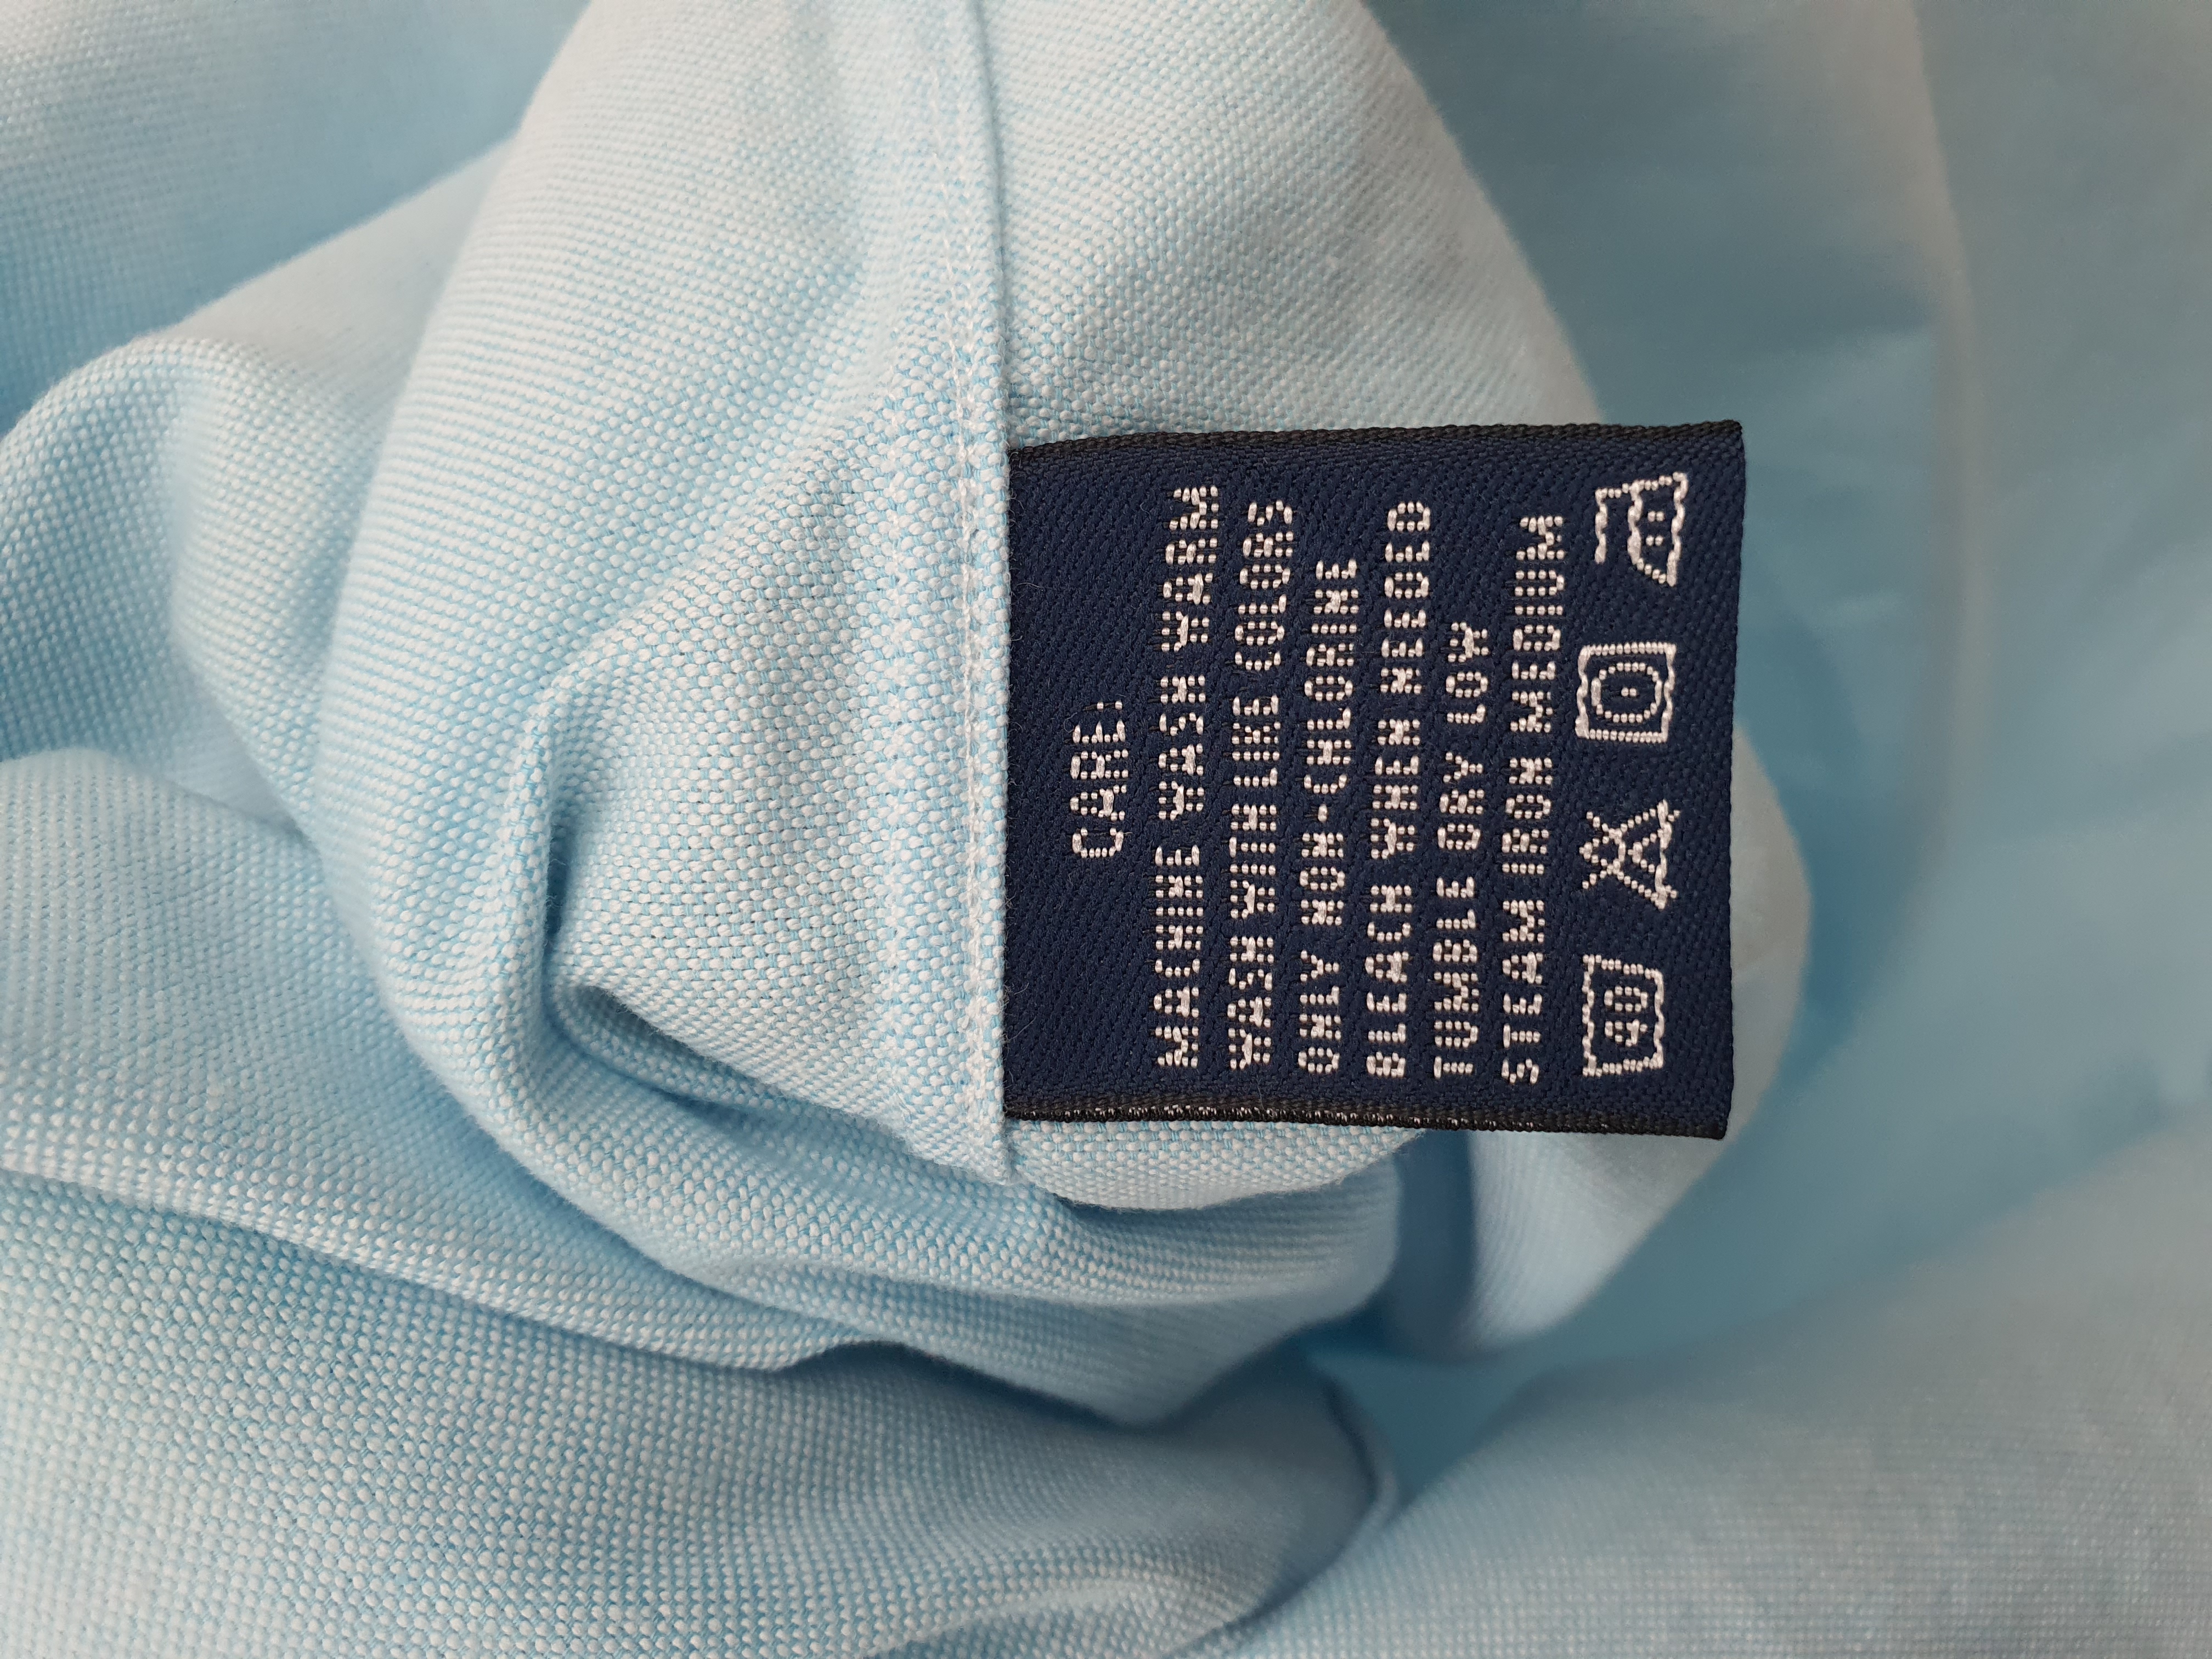 CARE:
MACHINE WASH WARM
WASH WITH LIKE COLORS
ONLY NON-CHLORINE
BLEACH WHEN NEEDED
TUMBLE DRY LOW
STEAM IRON MEDIUM
40